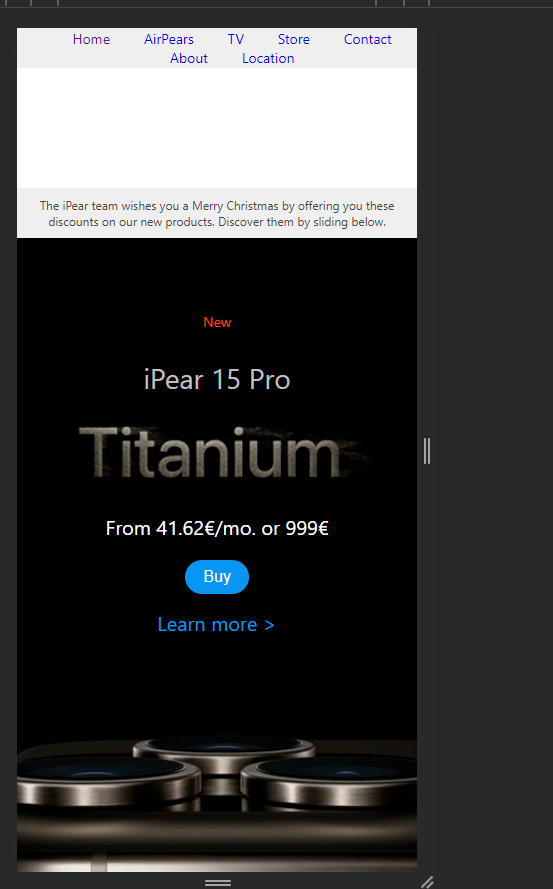 Home AirPears TV Store Contact
About Location
The iPear team wishes you a Merry Christmas by offering you these
discounts on our new products. Discover them by sliding below.
New
iPear 15 Pro
Titanium
From 41.62€/mo. or 999€
Buy
Learn more >